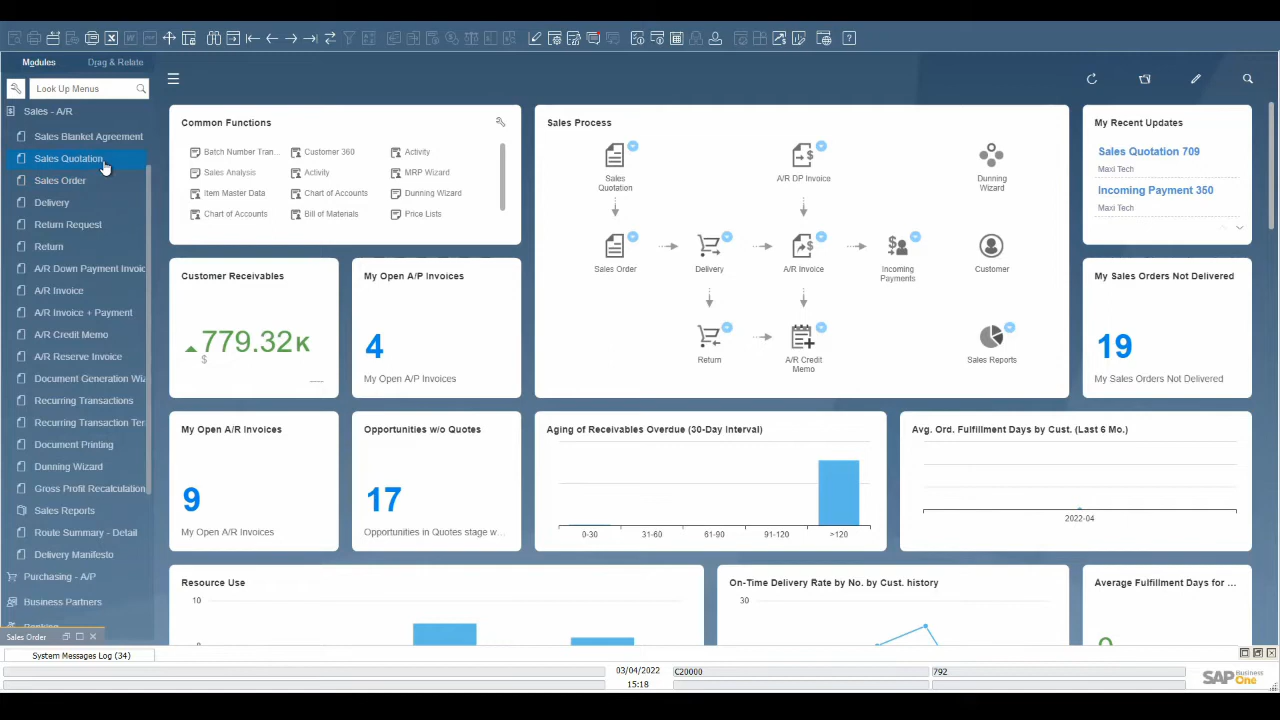 Modules
Drag & Relate
Look Up Menus
Sales - A/R
Sales Blanket Agreement
Sales Quotation
Sales Order
Delivery
Return Request
Return
A/R Down Payment Invoic
A/R Invoice
A/R Invoice + Payment
A/R Credit Memo
A/R Reserve Invoice
Document Generation Wiz
Recurring Transactions
Recurring Transaction Ter
Document Printing
Dunning Wizard
Gross Profit Recalculation
Sales Reports
Route Summary - Detail
Delivery Manifesto
Purchasing - A/P
Business Partners
Banking
Sales Order
Common Functions
Batch Number Tran...
Customer 360
Activity
Sales Analysis
Activity
MRP Wizard
Item Master Data
Chart of Accounts
Dunning Wizard
Chart of Accounts
Bill of Materials
Price Lists
Sales Process
Sales
Quotation
A/R DP Invoice
Dunning
Wizard
Sales Order
Delivery
A/R Invoice
Incoming
Payments
Customer
Return
A/R Credit
Memo
Sales Reports
My Recent Updates
Sales Quotation 709
Maxi Tech
Incoming Payment 350
Maxi Tech
Customer Receivables
779.32K
$
My Open A/P Invoices
4
My Open A/P Invoices
My Sales Orders Not Delivered
19
My Sales Orders Not Delivered
My Open A/R Invoices
9
My Open A/R Invoices
Opportunities w/o Quotes
17
Opportunities in Quotes stage w...
Aging of Receivables Overdue (30-Day Interval)
0-30
31-60
61-90
91-120
>120
Avg. Ord. Fulfillment Days by Cust. (Last 6 Mo.)
2022-04
Resource Use
10
On-Time Delivery Rate by No. by Cust. history
30
Average Fulfillment Days for ...
System Messages Log (34)
03/04/2022
C20000
792
15:18
SAP Business One